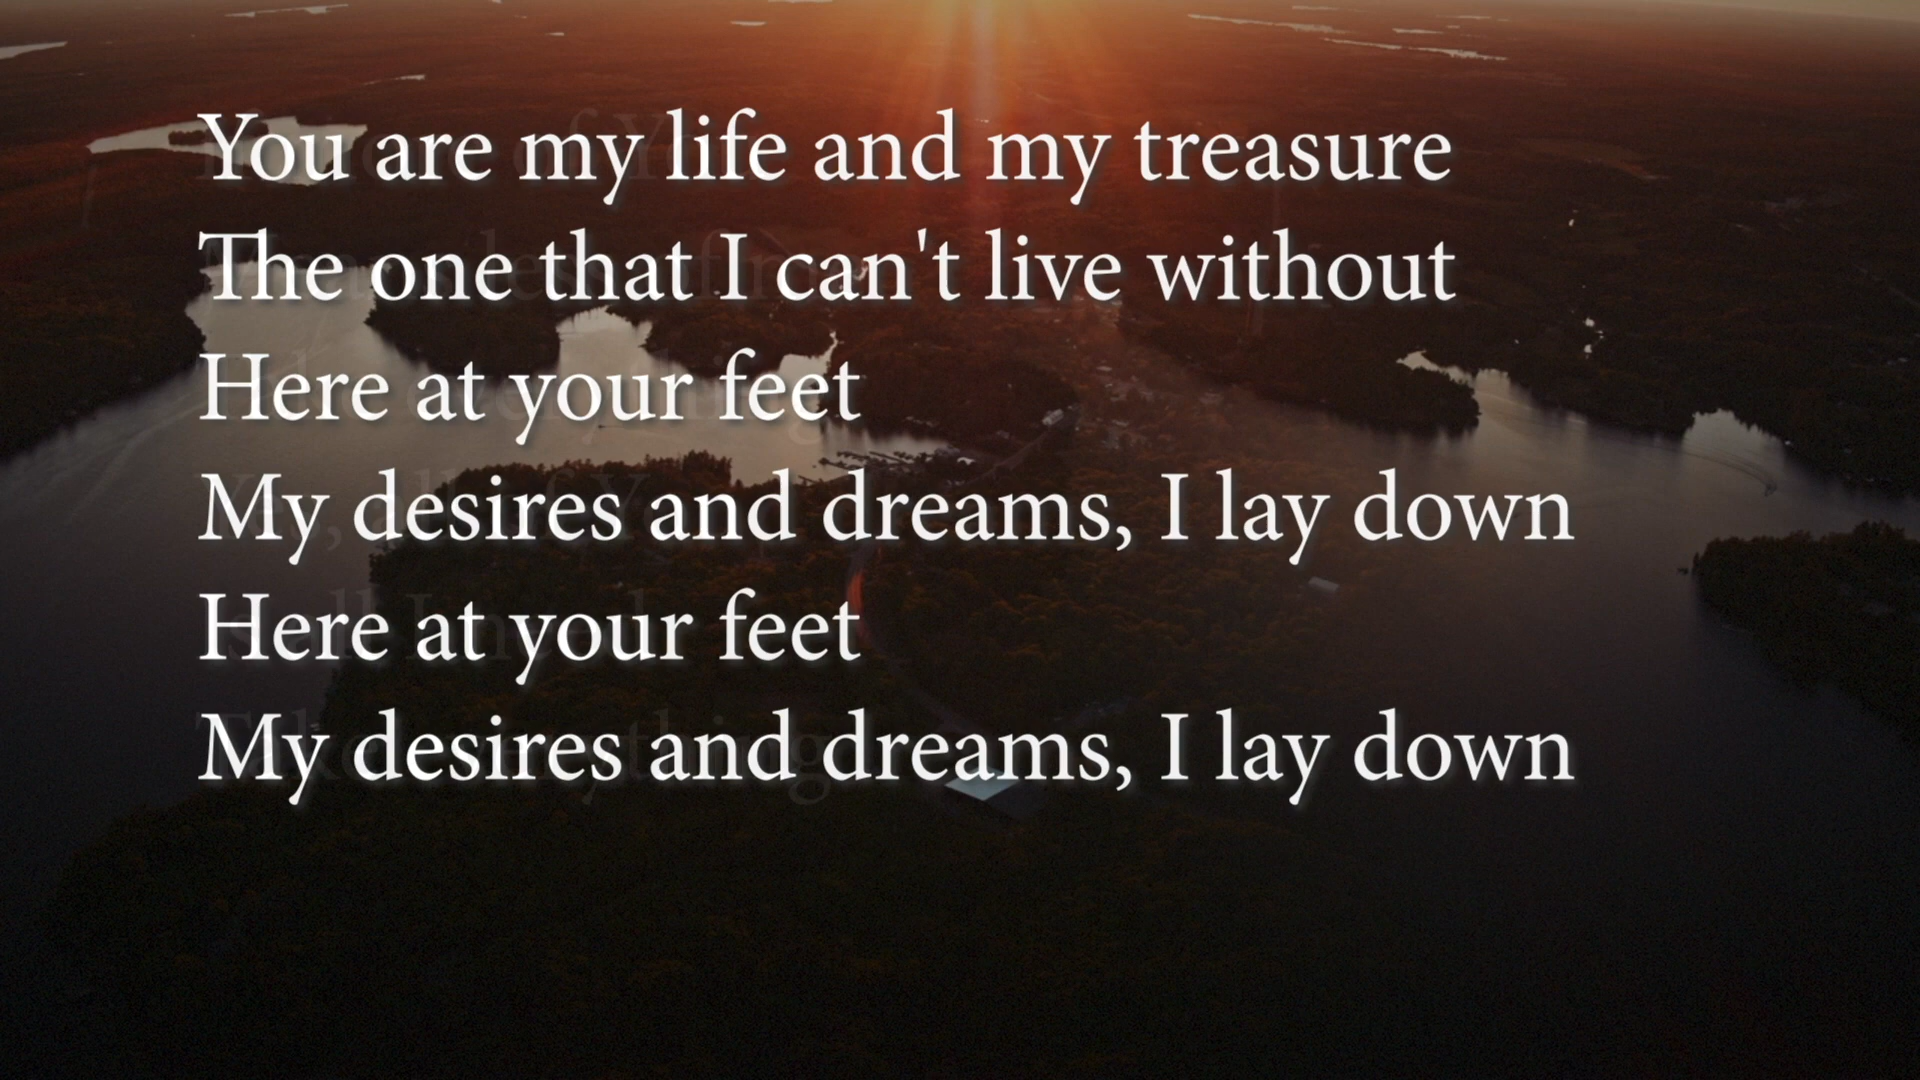 You are my life and my treasure
The one that I can't live without
Here at your feet
My desires and dreams, I lay down
Here at your feet
My desires and dreams, I lay down